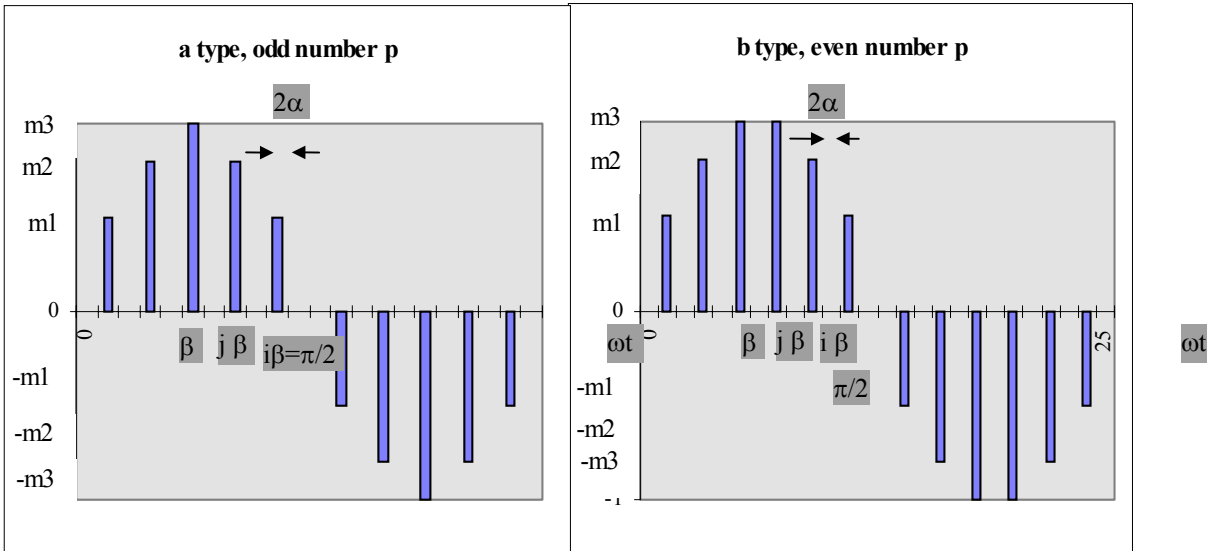 a type, odd number p
2α
m3
m2
m1
0
0
β j β iβ=π/2
-m1
-m2
-m3
b type, even number p
2α
m3
m2
m1
0
ωt 0
β j β i β
π/2
25
ωt
-m1
-m2
-m3
-1